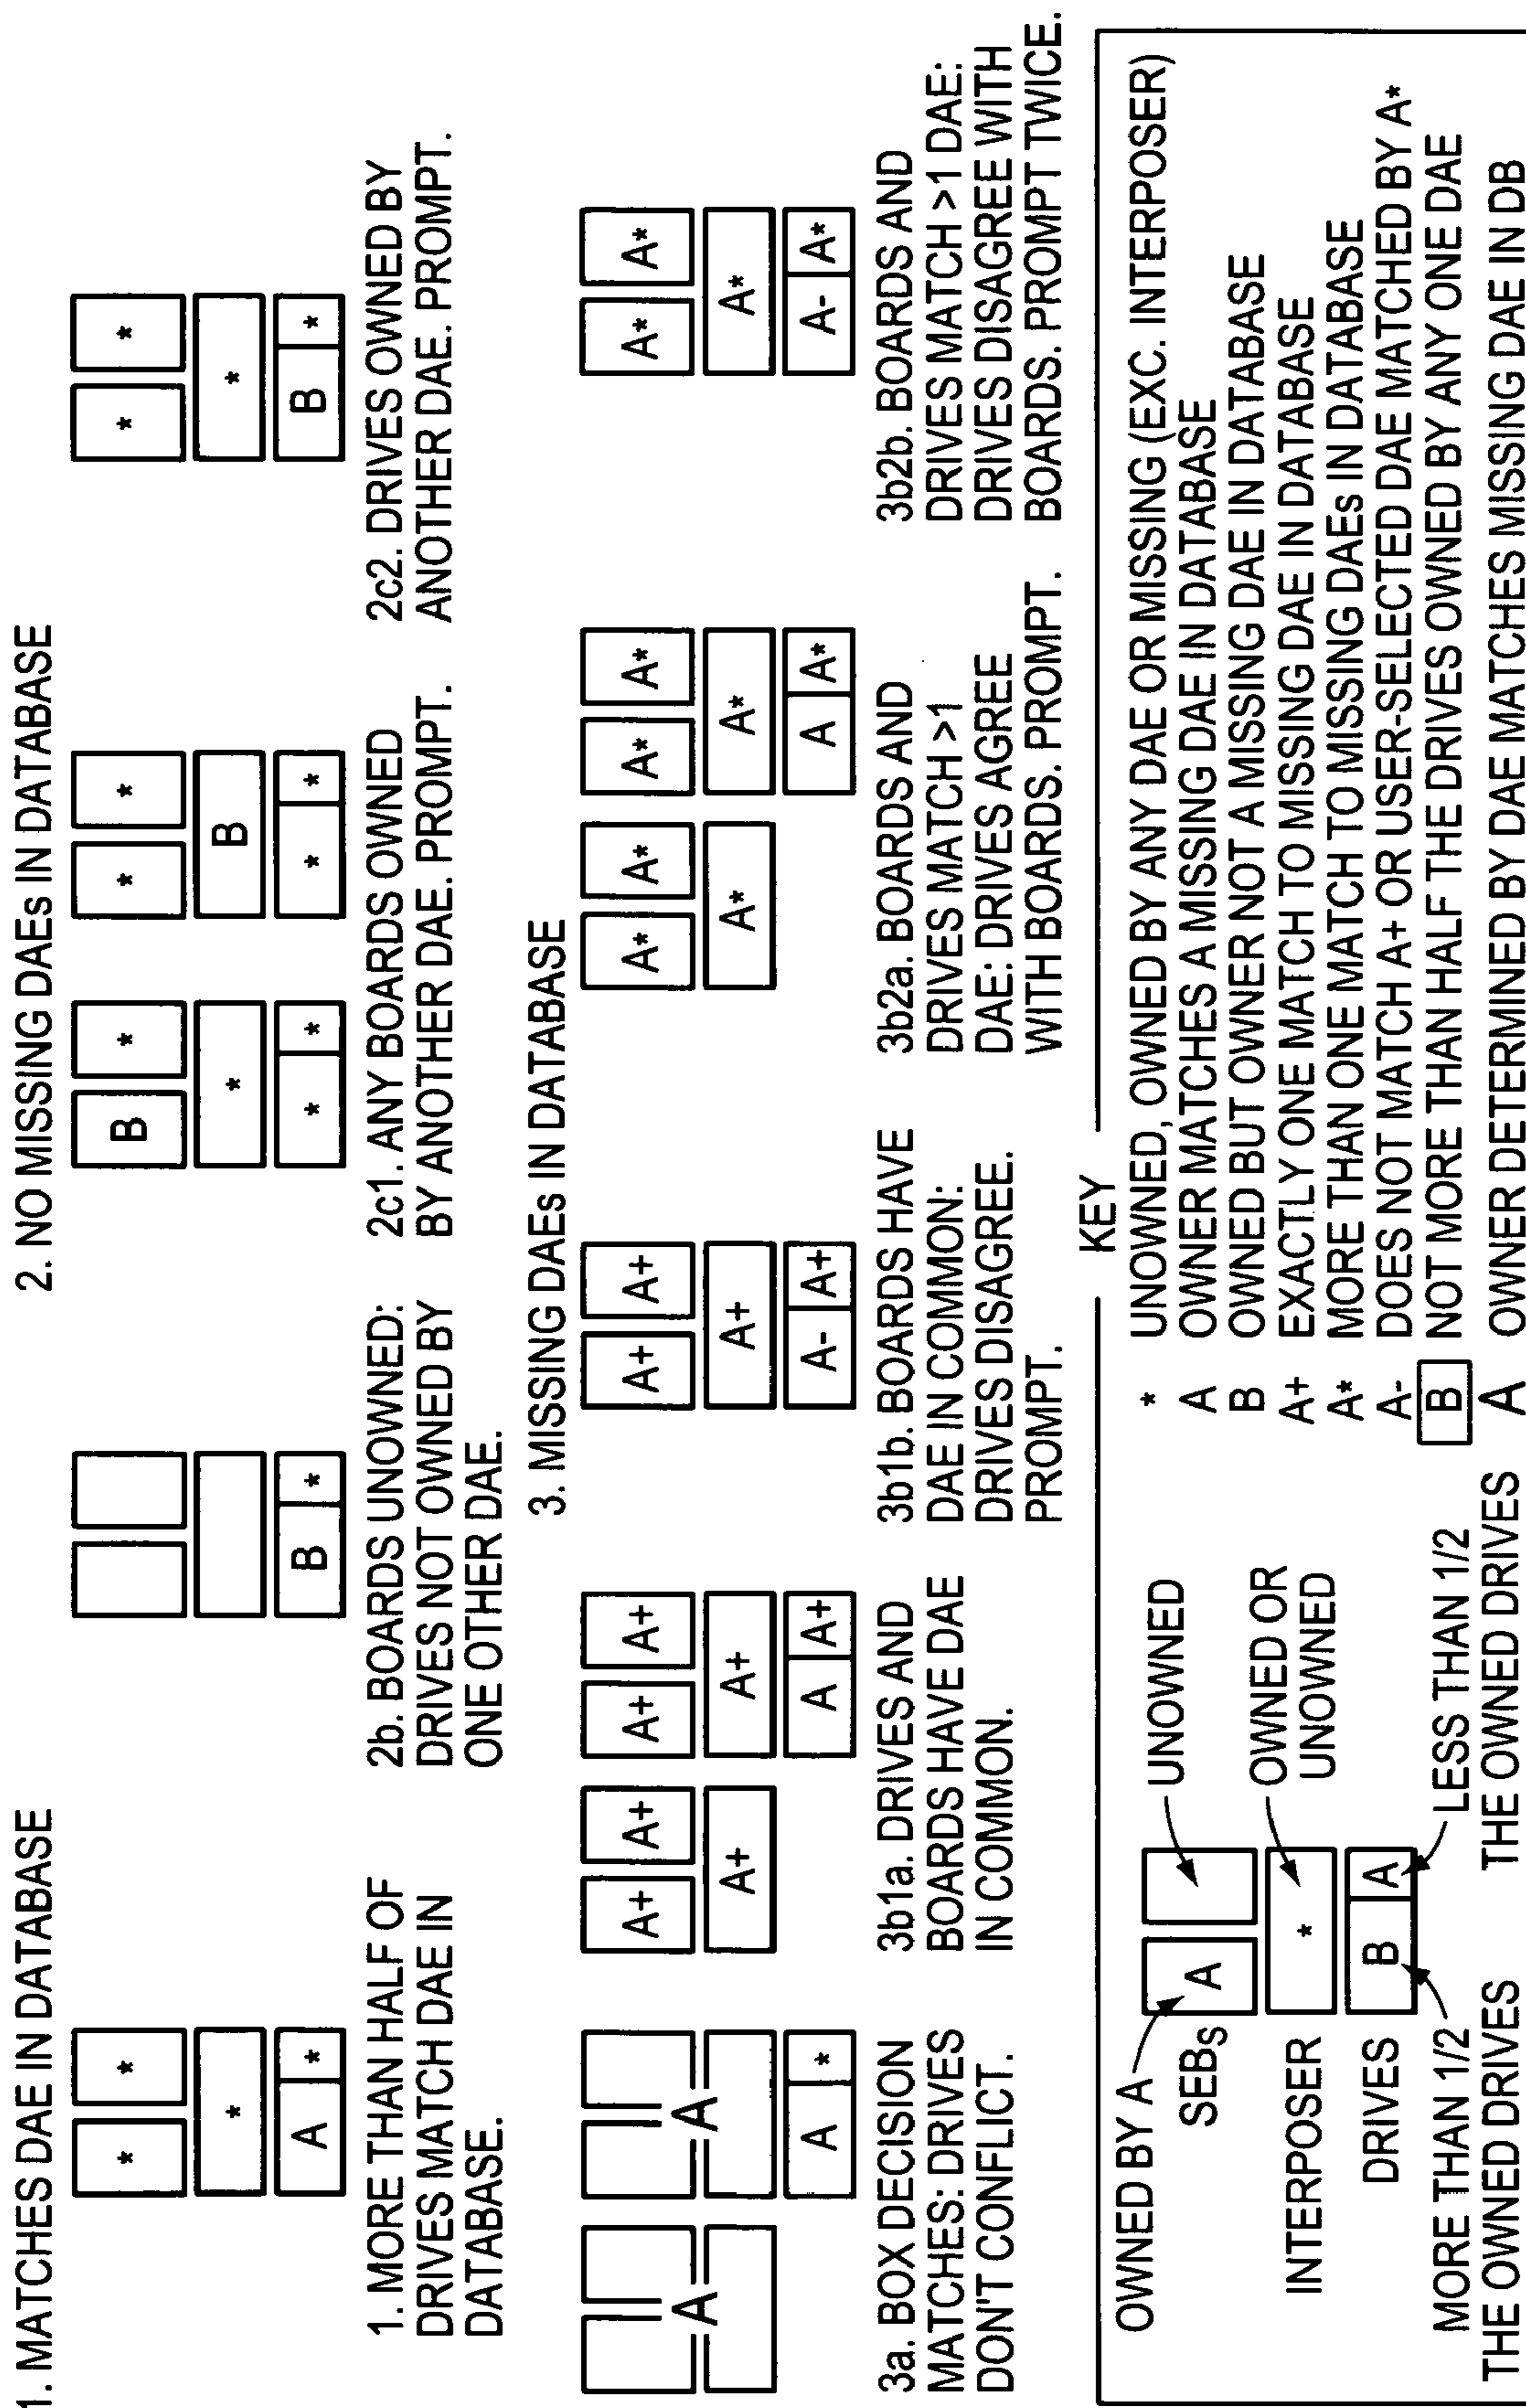 1. MATCHES DAE IN DATABASE
* *
*
A *
1. MORE THAN HALF OF
DRIVES MATCH DAE IN
DATABASE.
2. NO MISSING DAEs IN DATABASE
B *
2b. BOARDS UNOWNED:
DRIVES NOT OWNED BY
ONE OTHER DAE.
B *
*
* *
* *
B
* *
2c1. ANY BOARDS OWNED
BY ANOTHER DAE. PROMPT.
* *
*
B *
2c2. DRIVES OWNED BY
ANOTHER DAE. PROMPT.
3. MISSING DAEs IN DATABASE
A
A
A *
3a. BOX DECISION
MATCHES: DRIVES
DON'T CONFLICT.
A+ A+
A+
A+ A+
A+
A A+
3b1a. DRIVES AND
BOARDS HAVE DAE
IN COMMON.
A+ A+
A+
A- A+
3b1b. BOARDS HAVE
DAE IN COMMON:
DRIVES DISAGREE.
PROMPT.
A* A*
A*
A* A*
A*
A A*
3b2a. BOARDS AND
DRIVES MATCH >1
DAE: DRIVES AGREE
WITH BOARDS. PROMPT.
A* A*
A*
A- A*
3b2b. BOARDS AND
DRIVES MATCH >1 DAE:
DRIVES DISAGREE WITH
BOARDS. PROMPT TWICE.
KEY
OWNED BY A
UNOWNED
SEBs A
INTERPOSER *
OWNED OR
UNOWNED
DRIVES B A
MORE THAN 1/2
THE OWNED DRIVES
LESS THAN 1/2
THE OWNED DRIVES
* UNOWNED, OWNED BY ANY DAE OR MISSING (EXC. INTERPOSER)
A OWNER MATCHES A MISSING DAE IN DATABASE
B OWNED BUT OWNER NOT A MISSING DAE IN DATABASE
A+ EXACTLY ONE MATCH TO MISSING DAE IN DATABASE
A* MORE THAN ONE MATCH TO MISSING DAEs IN DATABASE
A- DOES NOT MATCH A+ OR USER-SELECTED DAE MATCHED BY A*
B NOT MORE THAN HALF THE DRIVES OWNED BY ANY ONE DAE
A OWNER DETERMINED BY DAE MATCHES MISSING DAE IN DB